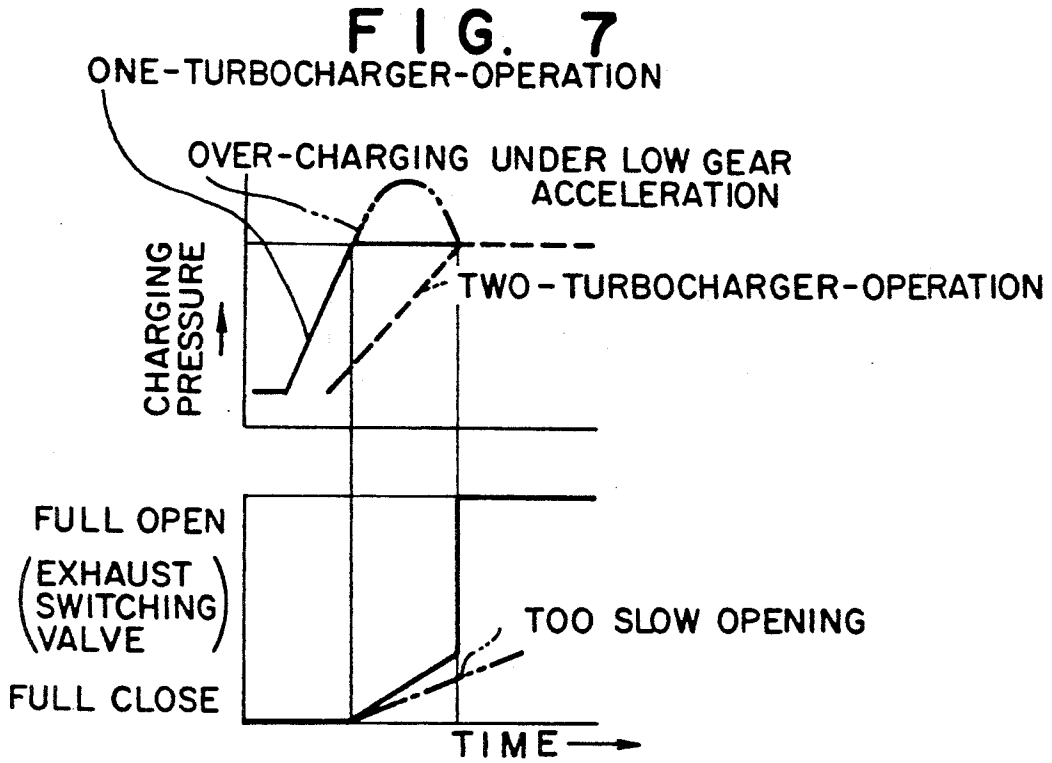 FIG. 7
ONE-TURBOCHARGER-OPERATION
OVER-CHARGING UNDER LOW GEAR
ACCELERATION
CHARGING
PRESSURE
TWO-TURBOCHARGER-OPERATION
FULL OPEN
(EXHAUST
SWITCHING
VALVE)
TOO SLOW OPENING
FULL CLOSE
TIME